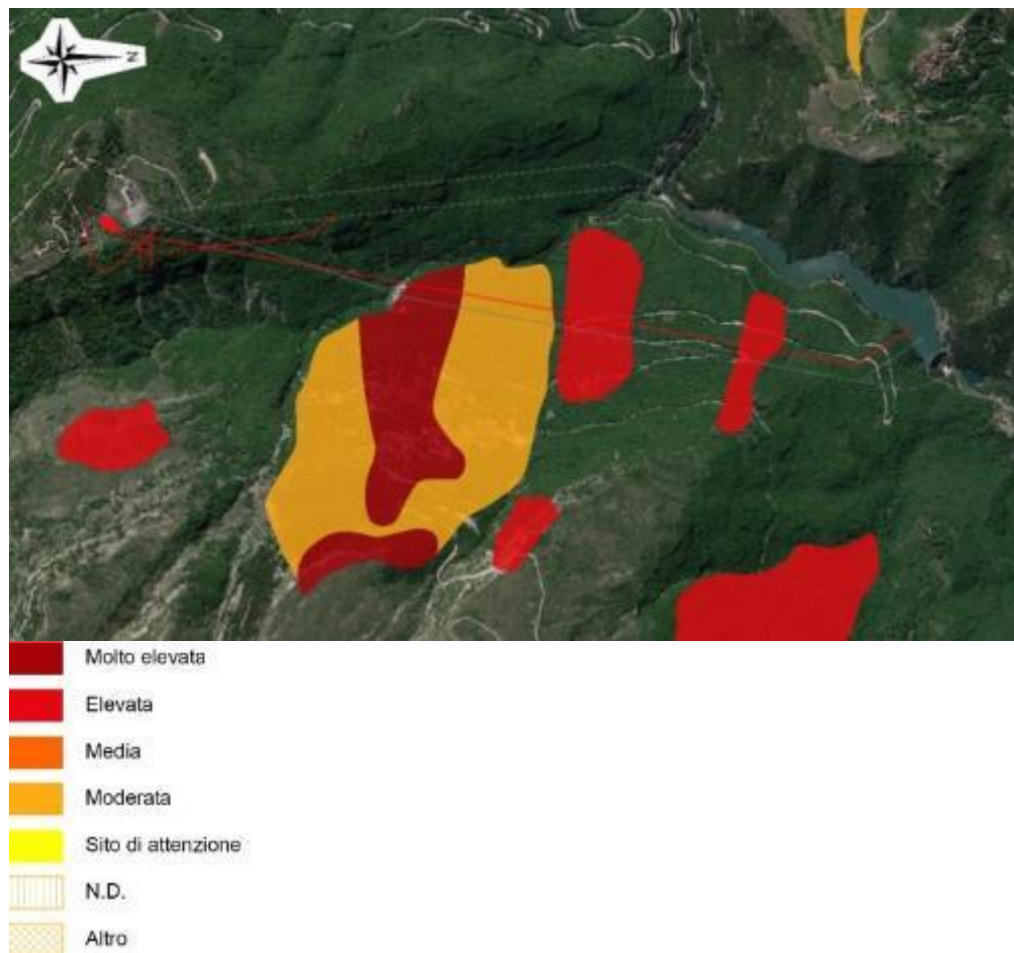 N
Molto elevata
Elevata
Media
Moderata
Sito di attenzione
N.D.
Altro